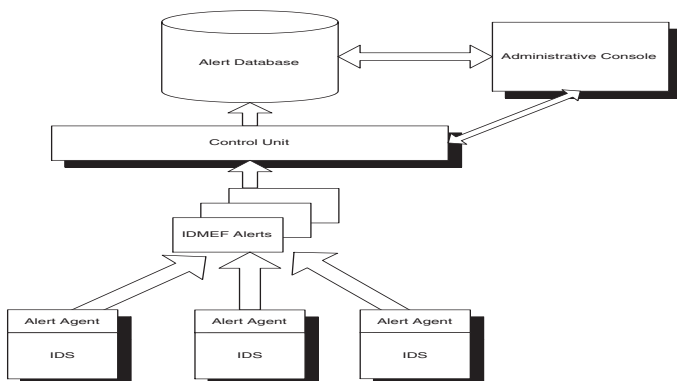 Alert Database
Administrative Console
Control Unit
IDMEF Alerts
Alert Agent
Alert Agent
Alert Agent
IDS
IDS
IDS